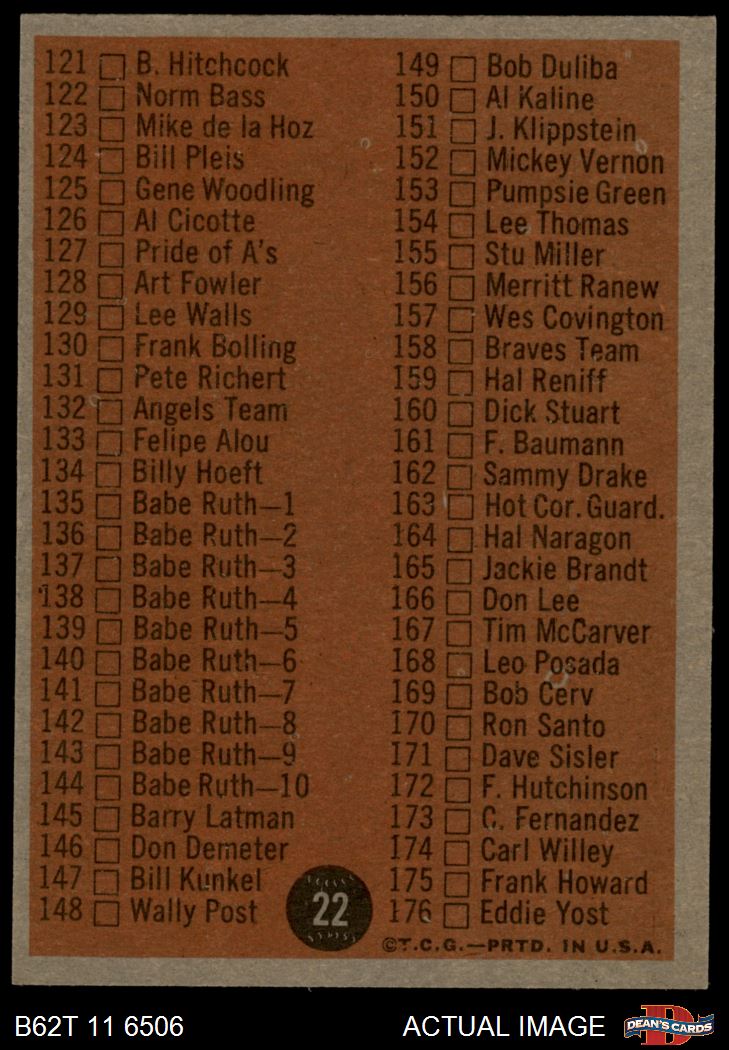 121 B. Hitchcock
122 Norm Bass
123 Mike de la Hoz
124 Bill Pleis
125 Gene Woodling
126 Al Cicotte
127 Pride of A's
128 Art Fowler
129 Lee Walls
130 Frank Bolling
131 Pete Richert
132 Angels Team
133 Felipe Alou
134 Billy Hoeft
135 Babe Ruth—1
136 Babe Ruth—2
137 Babe Ruth—3
138 Babe Ruth—4
139 Babe Ruth—5
140 Babe Ruth—6
141 Babe Ruth—7
142 Babe Ruth—8
143 Babe Ruth—9
144 Babe Ruth—10
145 Barry Latman
146 Don Demeter
147 Bill Kunkel
148 Wally Post
22
149 Bob Duliba
150 Al Kaline
151 J. Klippstein
152 Mickey Vernon
153 Pumpsie Green
154 Lee Thomas
155 Stu Miller
156 Merritt Ranew
157 Wes Covington
158 Braves Team
159 Hal Reniff
160 Dick Stuart
161 F. Baumann
162 Sammy Drake
163 Hot Cor. Guard.
164 Hal Naragon
165 Jackie Brandt
166 Don Lee
167 Tim McCarver
168 Leo Posada
169 Bob Cerv
170 Ron Santo
171 Dave Sisler
172 F. Hutchinson
173 C. Fernandez
174 Carl Willey
175 Frank Howard
176 Eddie Yost
©T.C.G.—PRTD. IN U.S.A.
B62T 11 6506
ACTUAL IMAGE
DEAN'S CARDS